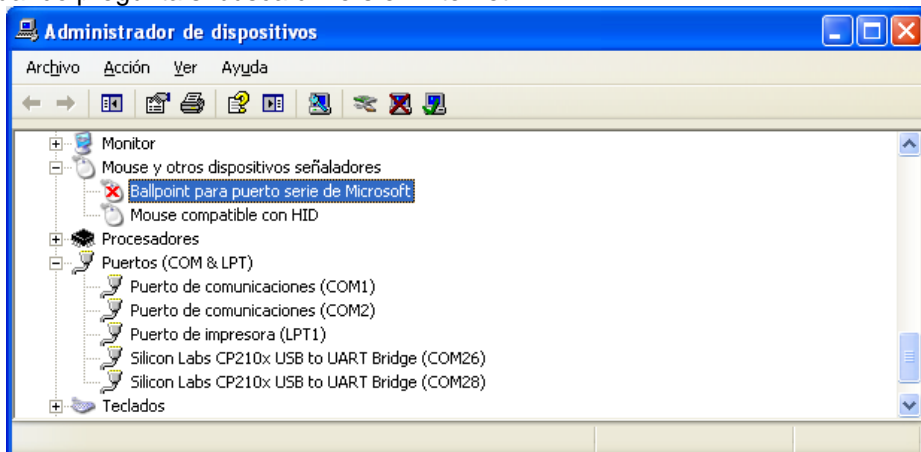 Administrador de dispositivos
Archivo Acción Ver Ayuda
Monitor
Mouse y otros dispositivos señaladores
Ballpoint para puerto serie de Microsoft
Mouse compatible con HID
Procesadores
Puertos (COM & LPT)
Puerto de comunicaciones (COM1)
Puerto de comunicaciones (COM2)
Puerto de impresora (LPT1)
Silicon Labs CP210x USB to UART Bridge (COM26)
Silicon Labs CP210x USB to UART Bridge (COM28)
Teclados